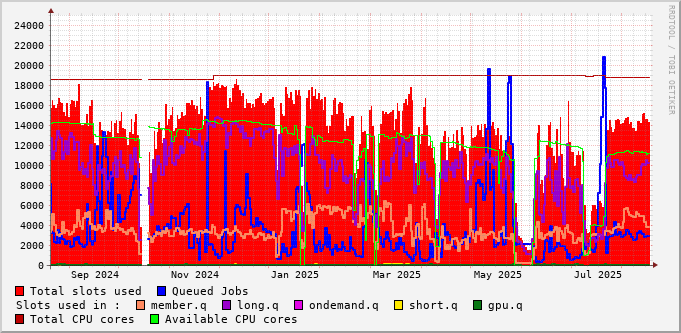 RRDTOOL / TOBI OETIKER
24000
22000
20000
18000
16000
14000
12000
10000
8000
6000
4000
2000
0
Sep 2024 Nov 2024 Jan 2025 Mar 2025 May 2025 Jul 2025
Total slots used Queued Jobs
Slots used in : member.q long.q ondemand.q short.q gpu.q
Total CPU cores Available CPU cores